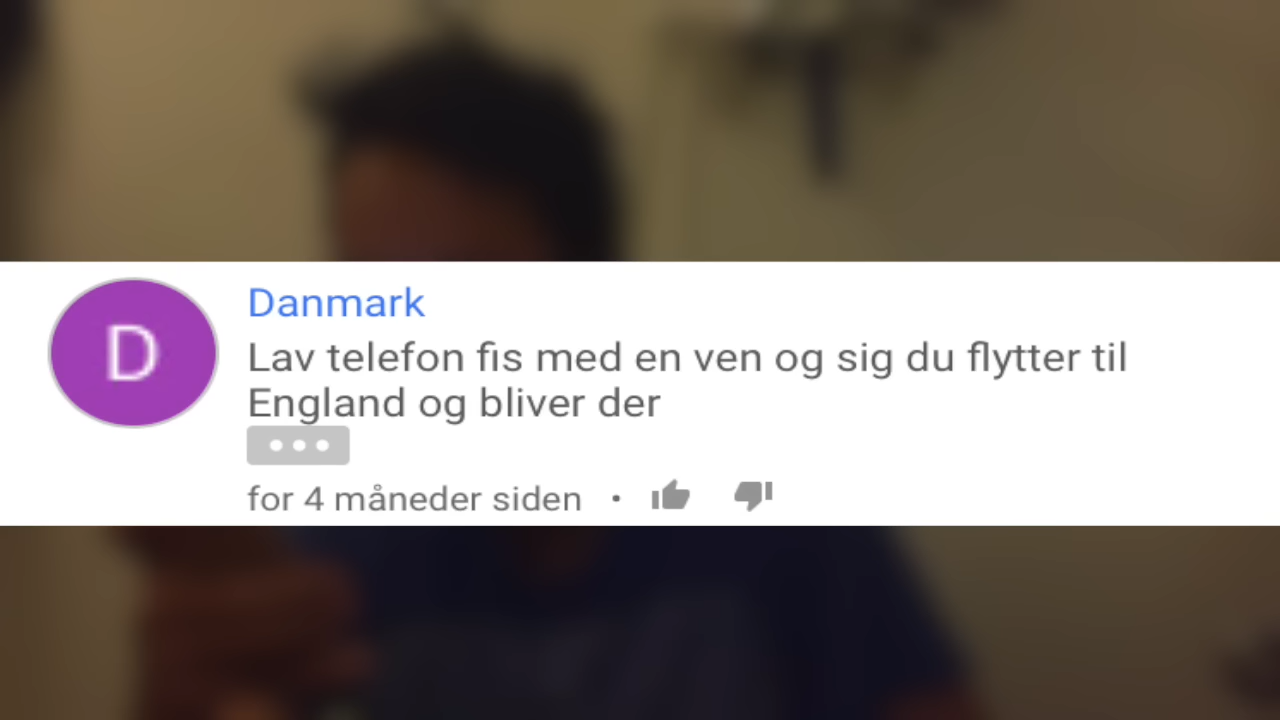 D
Danmark
Lav telefon fis med en ven og sig du flytter til
England og bliver der
for 4 måneder siden •